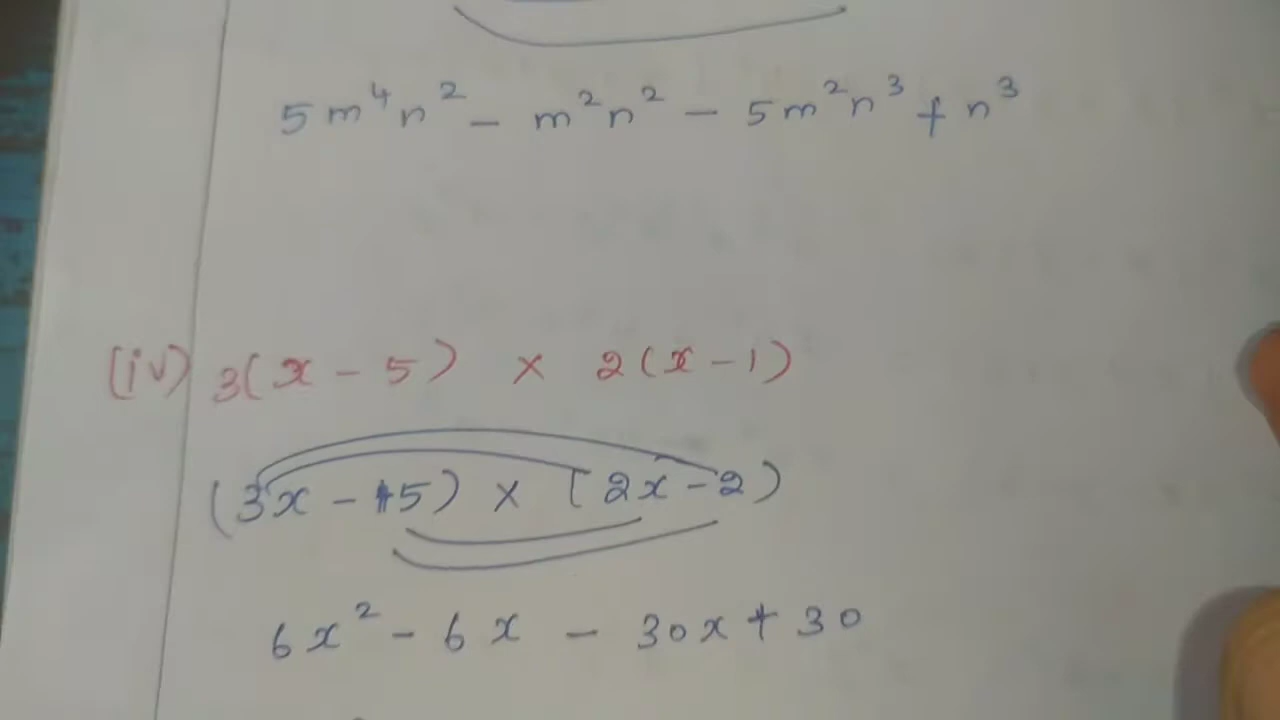 5m⁴n² - m²n² - 5m²n³ + n³
(iv) 3(x - 5) × 2(x - 1)
(3x - 15) × (2x - 2)
6x² - 6x - 30x + 30